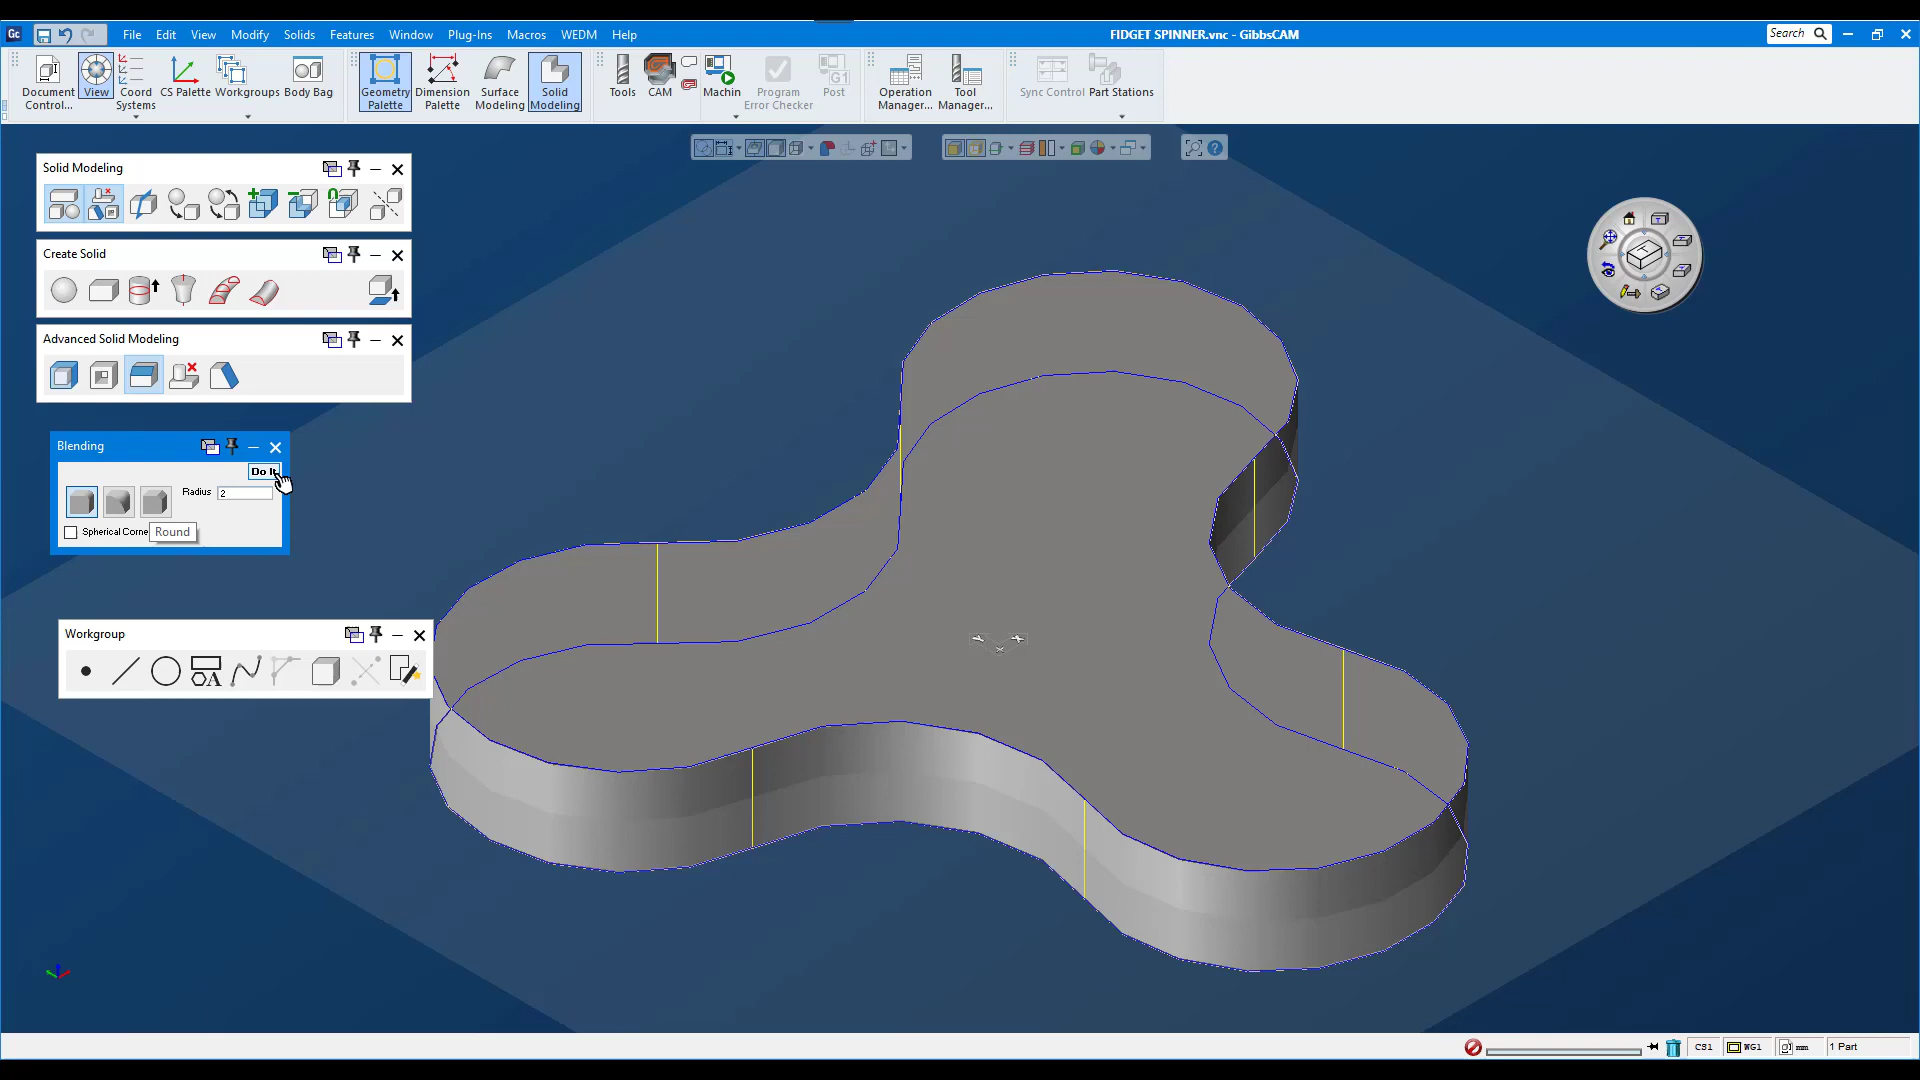 Gc File Edit View Modify Solids Features Window Plug-Ins Macros WEDM Help FIDGET SPINNER.vnc - GibbsCAM Search
Document Control... View Coord Systems CS Palette Workgroups Body Bag Geometry Palette Dimension Palette Surface Modeling Solid Modeling Tools CAM Machin Program Error Checker Post Operation Manager... Tool Manager... Sync Control Part Stations
Solid Modeling
Create Solid
Advanced Solid Modeling
Blending
Do It
Radius 2
Spherical Corne
Round
Workgroup
CS1 WG1 mm 1 Part